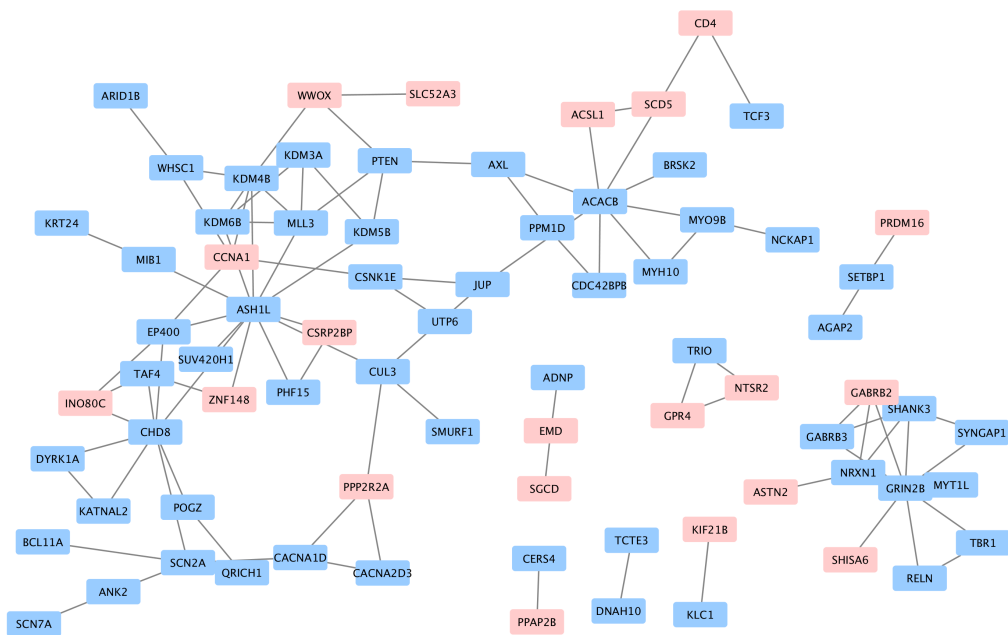 CD4
ARID1B
WWOX
SLC52A3
ACSL1
SCD5
TCF3
KDM3A
PTEN
WHSC1
KDM4B
AXL
BRSK2
ACACB
KRT24
KDM6B
MLL3
KDM5B
PPM1D
MYO9B
NCKAP1
PRDM16
MIB1
CCNA1
CSNK1E
JUP
CDC42BPB
MYH10
SETBP1
ASH1L
UTP6
AGAP2
EP400
CSRP2BP
SUV420H1
TAF4
CUL3
TRIO
INO80C
ZNF148
PHF15
ADNP
NTSR2
GPR4
GABRB2
SHANK3
CHD8
SMURF1
EMD
GABRB3
SYNGAP1
DYRK1A
NRXN1
PPP2R2A
SGCD
ASTN2
GRIN2B
MYT1L
KATNAL2
POGZ
BCL11A
KIF21B
TCTE3
TBR1
SCN2A
QRICH1
CACNA1D
CACNA2D3
CERS4
SHISA6
RELN
ANK2
SCN7A
PPAP2B
DNAH10
KLC1